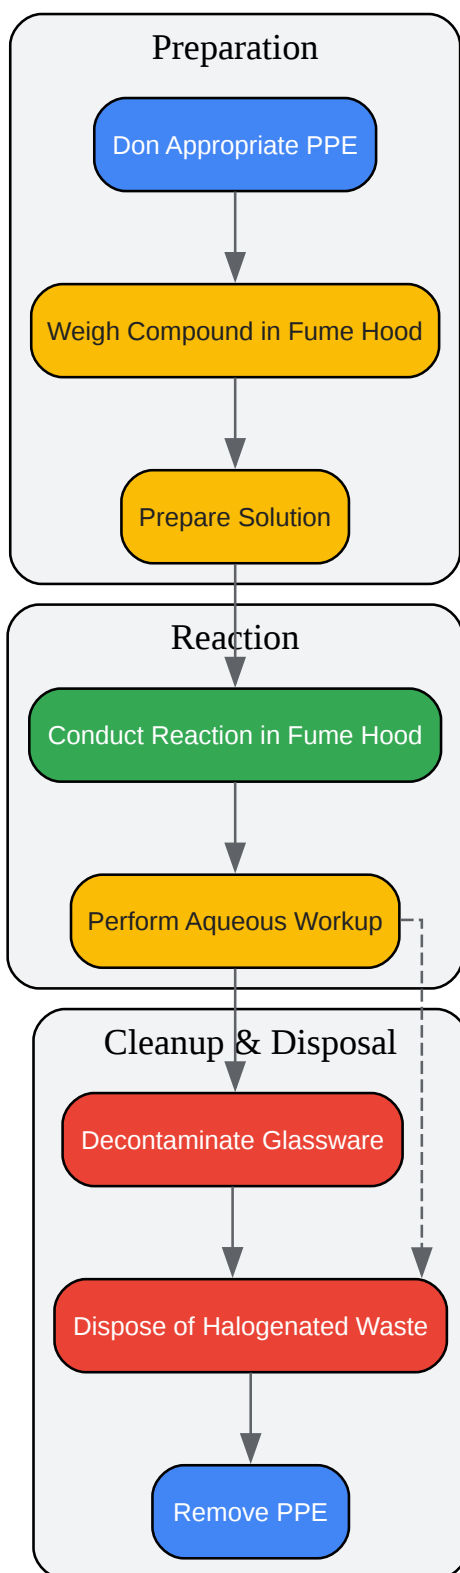 Preparation
Don Appropriate PPE
Weigh Compound in Fume Hood
Prepare Solution
Reaction
Conduct Reaction in Fume Hood
Perform Aqueous Workup
Cleanup & Disposal
Decontaminate Glassware
Dispose of Halogenated Waste
Remove PPE